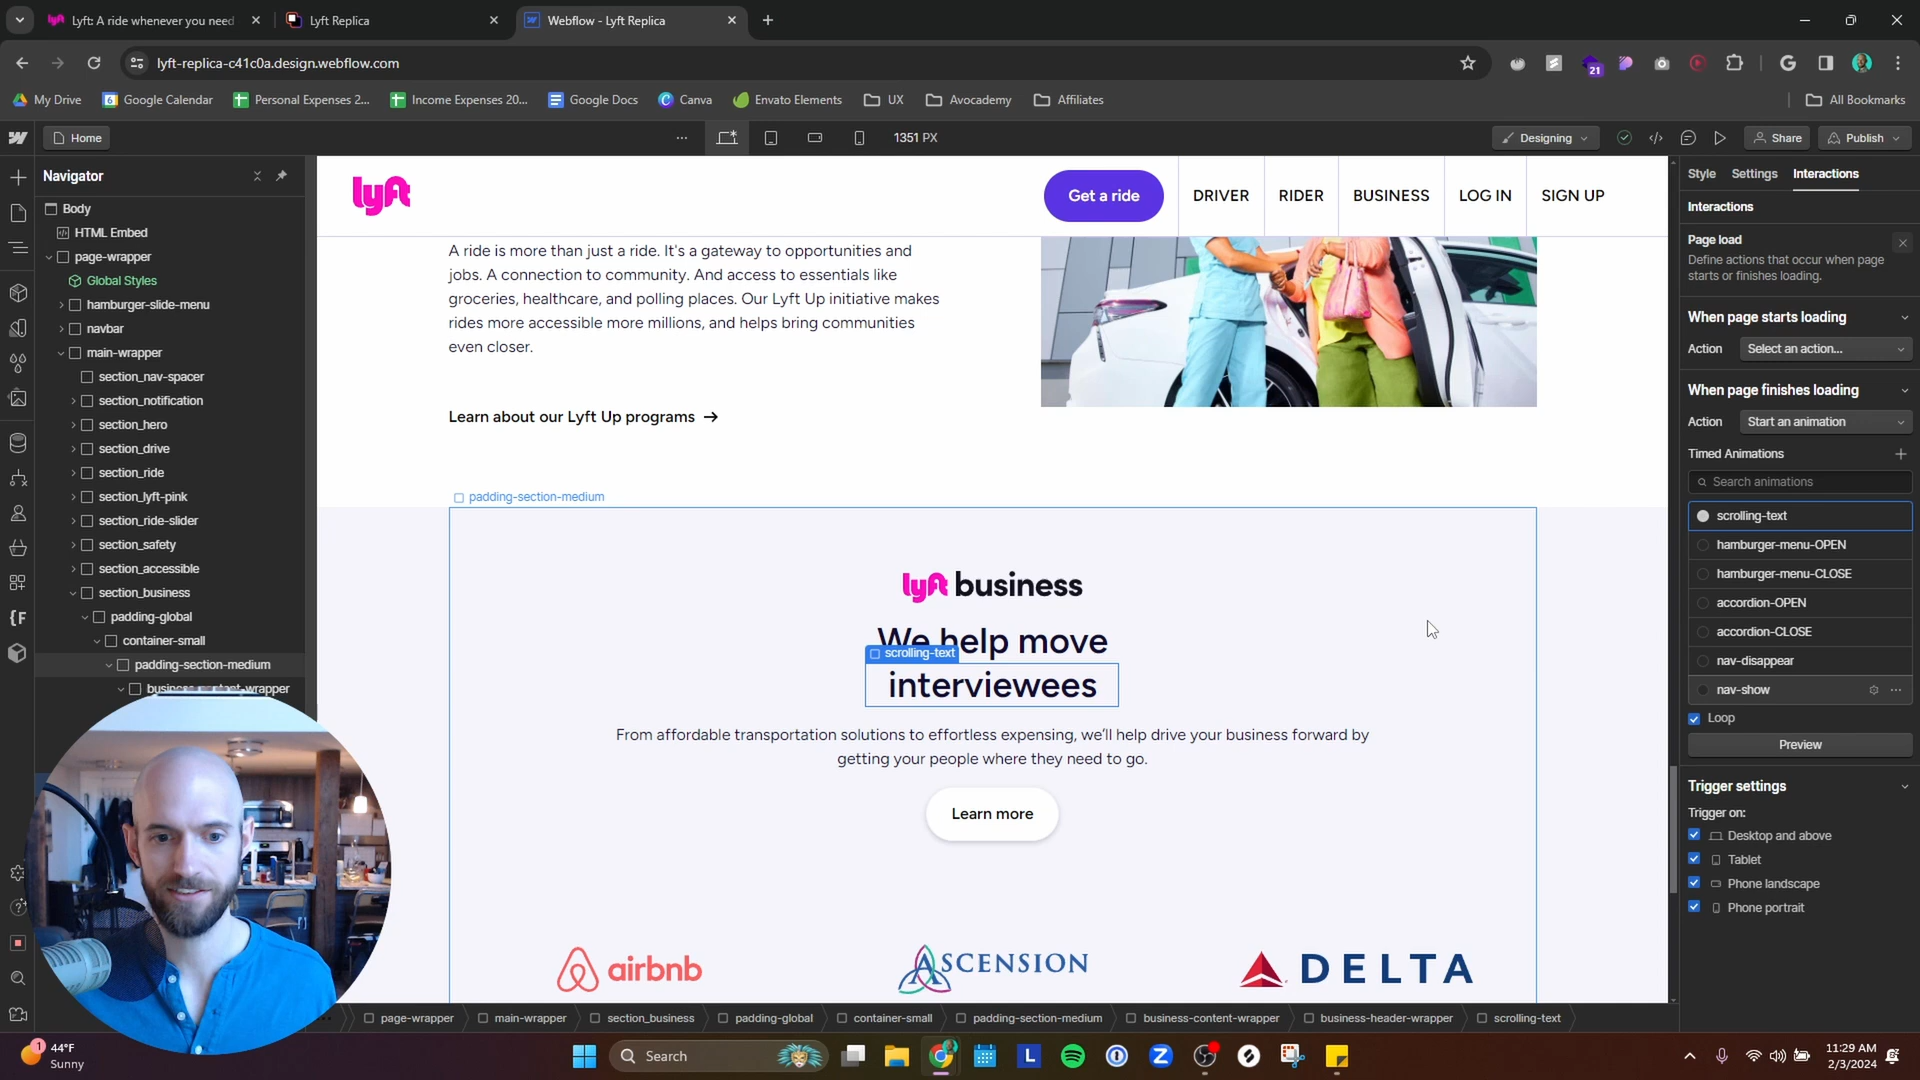 Lyft: A ride whenever you need
Lyft Replica
Webflow - Lyft Replica
lyft-replica-c41c0a.design.webflow.com
21
My Drive
Google Calendar
Personal Expenses 2...
Income Expenses 20...
Google Docs
Canva
Envato Elements
UX
Avocademy
Affiliates
All Bookmarks
Home
1351 PX
Designing
Share
Publish
Navigator
Body
HTML Embed
page-wrapper
Global Styles
hamburger-slide-menu
navbar
main-wrapper
section_nav-spacer
section_notification
section_hero
section_drive
section_ride
section_lyft-pink
section_ride-slider
section_safety
section_accessible
section_business
padding-global
container-small
padding-section-medium
business-content-wrapper
lyft
Get a ride
DRIVER
RIDER
BUSINESS
LOG IN
SIGN UP
A ride is more than just a ride. It's a gateway to opportunities and
jobs. A connection to community. And access to essentials like
groceries, healthcare, and polling places. Our Lyft Up initiative makes
rides more accessible more millions, and helps bring communities
even closer.
Learn about our Lyft Up programs →
padding-section-medium
lyft business
We help move
scrolling-text
interviewees
From affordable transportation solutions to effortless expensing, we'll help drive your business forward by
getting your people where they need to go.
Learn more
airbnb
ASCENSION
DELTA
page-wrapper
main-wrapper
section_business
padding-global
container-small
padding-section-medium
business-content-wrapper
business-header-wrapper
scrolling-text
Style
Settings
Interactions
Interactions
Page load
Define actions that occur when page
starts or finishes loading.
When page starts loading
Action
Select an action...
When page finishes loading
Action
Start an animation
Timed Animations
Search animations
scrolling-text
hamburger-menu-OPEN
hamburger-menu-CLOSE
accordion-OPEN
accordion-CLOSE
nav-disappear
nav-show
Loop
Preview
Trigger settings
Trigger on:
Desktop and above
Tablet
Phone landscape
Phone portrait
1
44°F
Sunny
Search
L
11:29 AM
2/3/2024